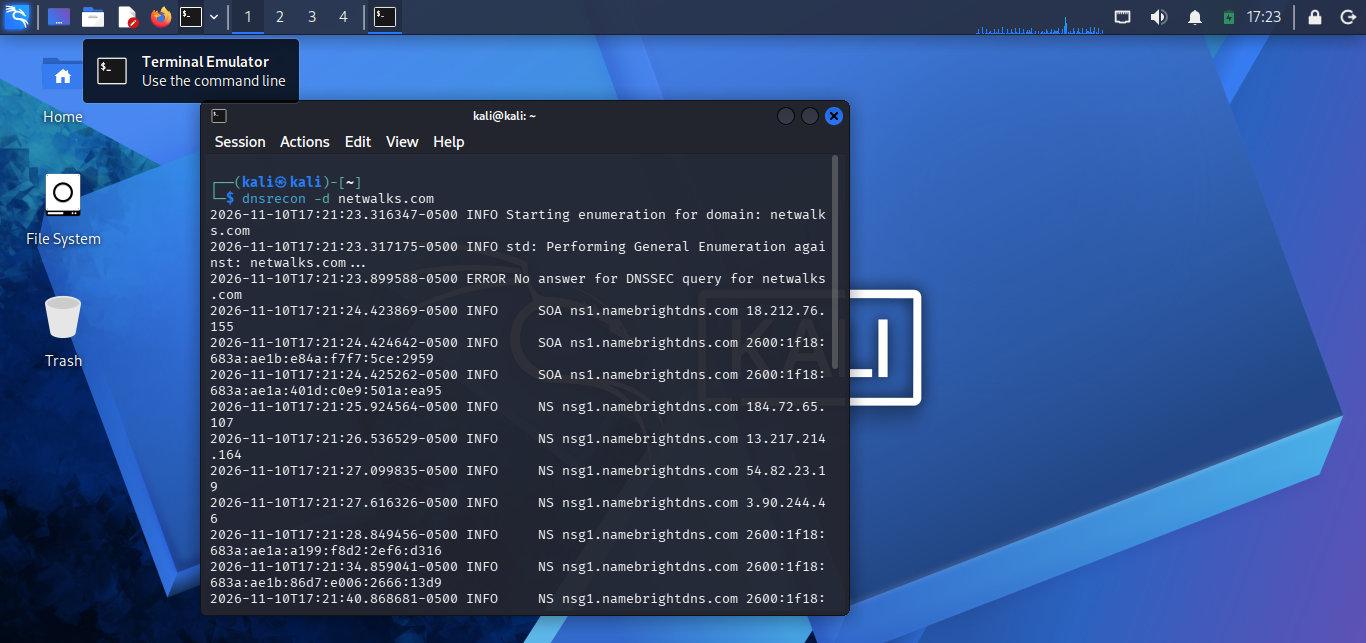 1 2 3 4 17:23
Terminal Emulator
Use the command line
Home
File System
Trash
kali@kali: ~
Session Actions Edit View Help
┌──(kali㉿kali)-[~]
└─$ dnsrecon -d netwalks.com
2026-11-10T17:21:23.316347-0500 INFO Starting enumeration for domain: netwalk
s.com
2026-11-10T17:21:23.317175-0500 INFO std: Performing General Enumeration agai
nst: netwalks.com...
2026-11-10T17:21:23.899588-0500 ERROR No answer for DNSSEC query for netwalks
.com
2026-11-10T17:21:24.423869-0500 INFO     SOA ns1.namebrightdns.com 18.212.76.
155
2026-11-10T17:21:24.424642-0500 INFO     SOA ns1.namebrightdns.com 2600:1f18:
683a:ae1b:e84a:f7f7:5ce:2959
2026-11-10T17:21:24.425262-0500 INFO     SOA ns1.namebrightdns.com 2600:1f18:
683a:ae1a:401d:c0e9:501a:ea95
2026-11-10T17:21:25.924564-0500 INFO     NS nsg1.namebrightdns.com 184.72.65.
107
2026-11-10T17:21:26.536529-0500 INFO     NS nsg1.namebrightdns.com 13.217.214
.164
2026-11-10T17:21:27.099835-0500 INFO     NS nsg1.namebrightdns.com 54.82.23.1
9
2026-11-10T17:21:27.616326-0500 INFO     NS nsg1.namebrightdns.com 3.90.244.4
6
2026-11-10T17:21:28.849456-0500 INFO     NS nsg1.namebrightdns.com 2600:1f18:
683a:ae1a:a199:f8d2:2ef6:d316
2026-11-10T17:21:34.859041-0500 INFO     NS nsg1.namebrightdns.com 2600:1f18:
683a:ae1b:86d7:e006:2666:13d9
2026-11-10T17:21:40.868681-0500 INFO     NS nsg1.namebrightdns.com 2600:1f18:
KALI